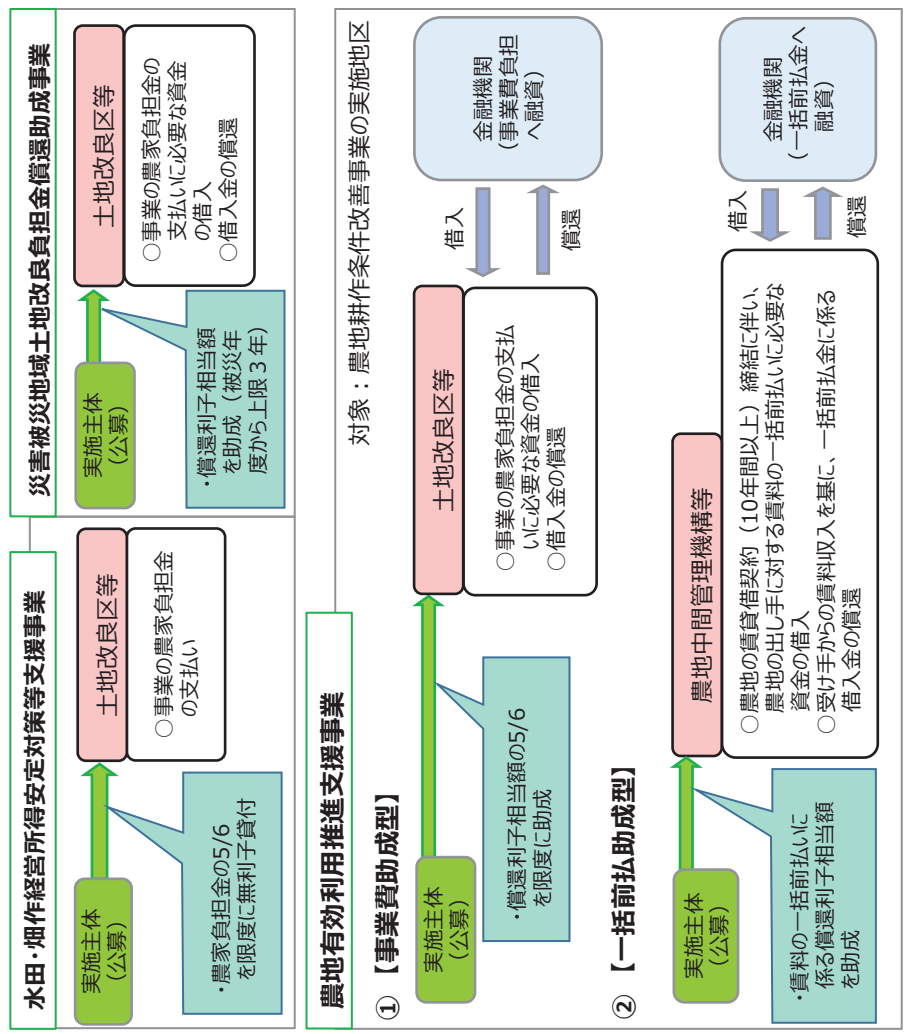 水田・畑作経営所得安定対策等支援事業
実施主体
（公募）
土地改良区等
○事業の農家負担金
の支払い
・農家負担金の5/6
を限度に無利子貸付
災害被災地域土地改良負担金償還助成事業
実施主体
（公募）
土地改良区等
○事業の農家負担金の
支払いに必要な資金
の借入
○借入金の償還
・償還利子相当額
を助成（被災年
度から上限３年）
農地有効利用推進支援事業
対象：農地耕作条件改善事業の実施地区
① 【事業費助成型】
実施主体
（公募）
土地改良区等
○事業の農家負担金の支払
いに必要な資金の借入
○借入金の償還
・償還利子相当額の5/6
を限度に助成
借入
償還
金融機関
（事業費負担
へ融資）
② 【一括前払助成型】
実施主体
（公募）
農地中間管理機構等
○農地の賃貸借契約（10年間以上）締結に伴い、
農地の出し手に対する賃料の一括前払いに必要な
資金の借入
○受け手からの賃料収入を基に、一括前払金に係る
借入金の償還
・賃料の一括前払いに
係る償還利子相当額
を助成
借入
償還
金融機関
（一括前払金へ
融資）